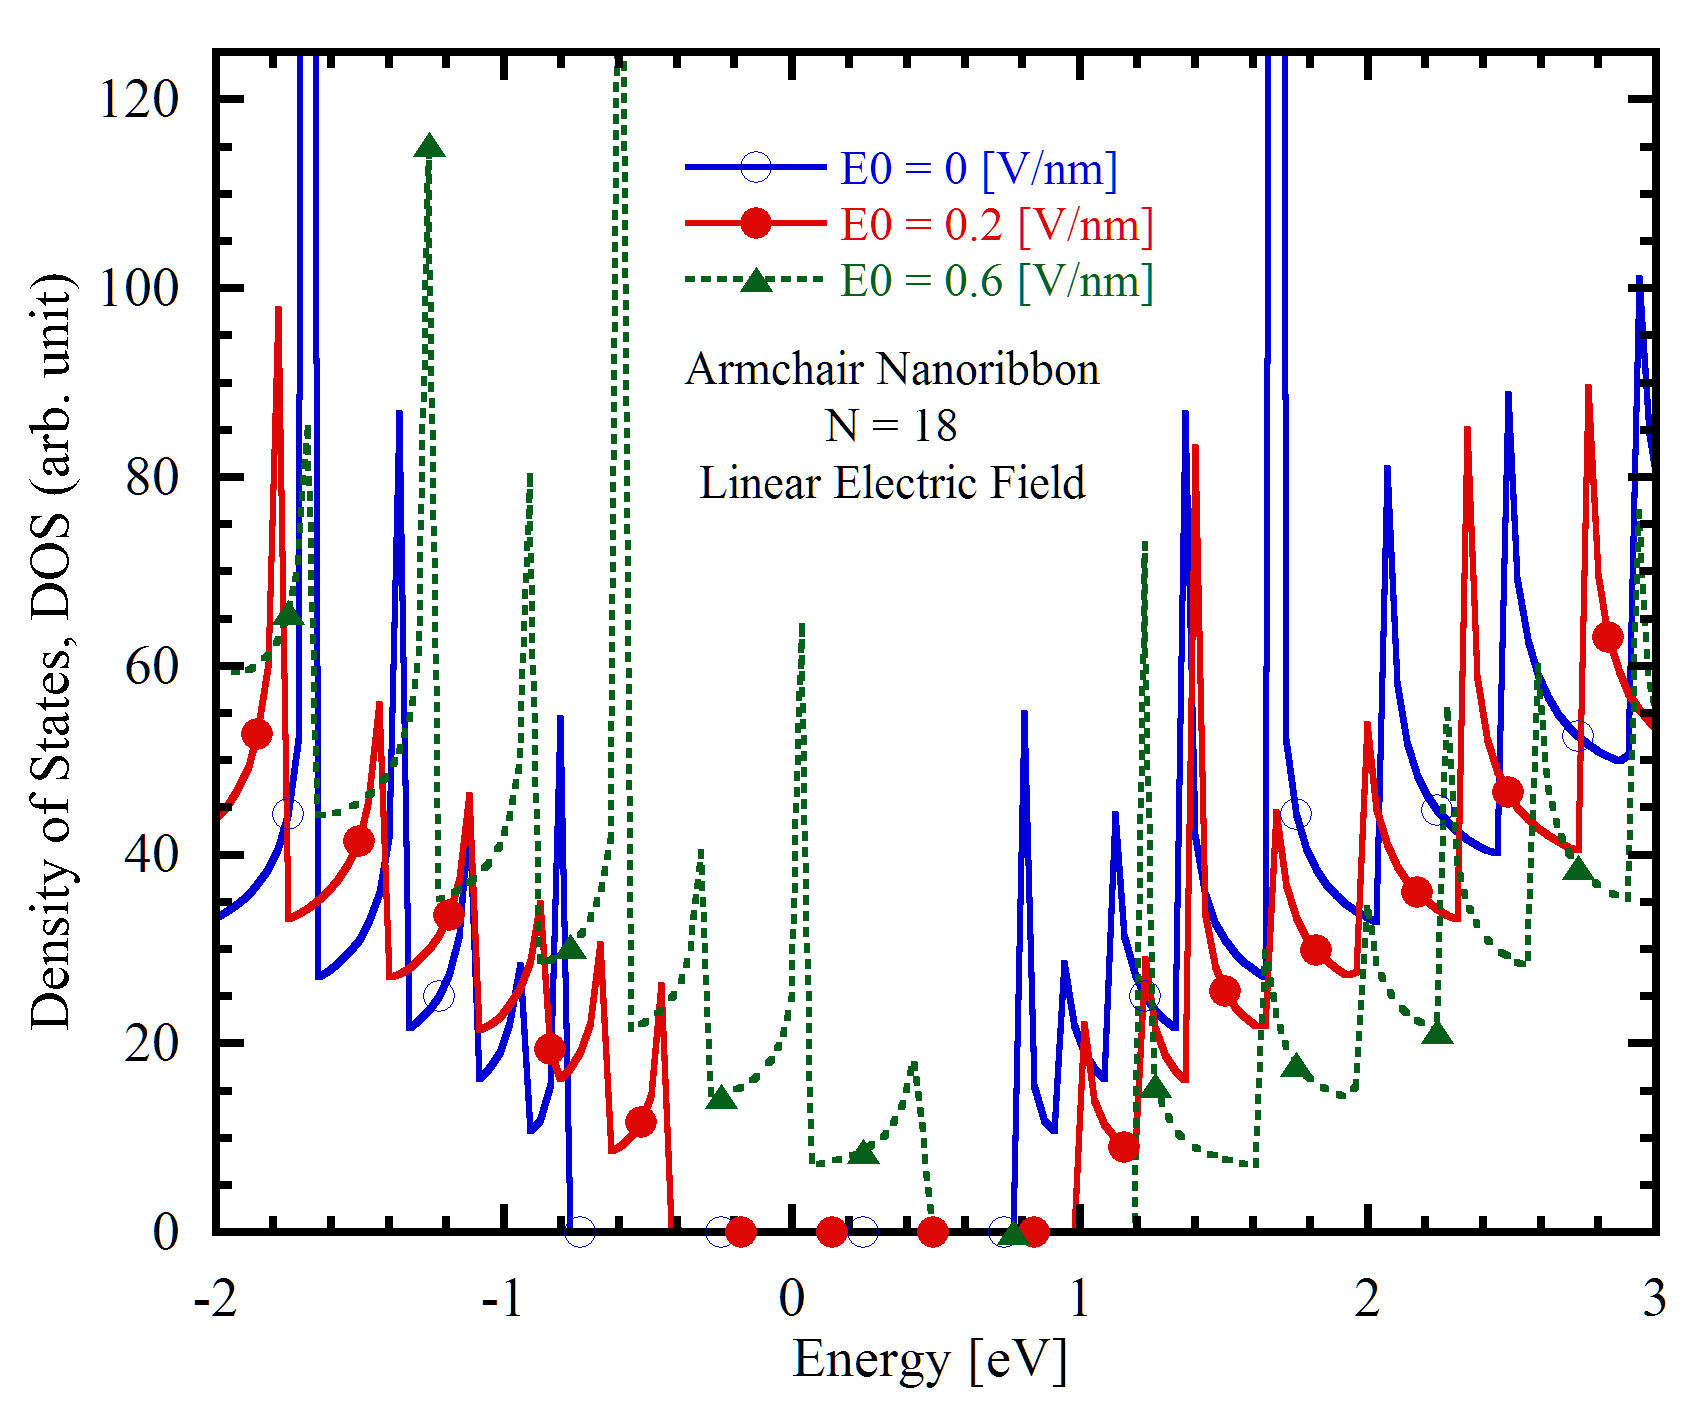 120
100
80
60
40
20
0
Density of States, DOS (arb. unit)
E0 = 0 [V/nm]
E0 = 0.2 [V/nm]
E0 = 0.6 [V/nm]
Armchair Nanoribbon
N = 18
Linear Electric Field
-2 -1 0 1 2 3
Energy [eV]